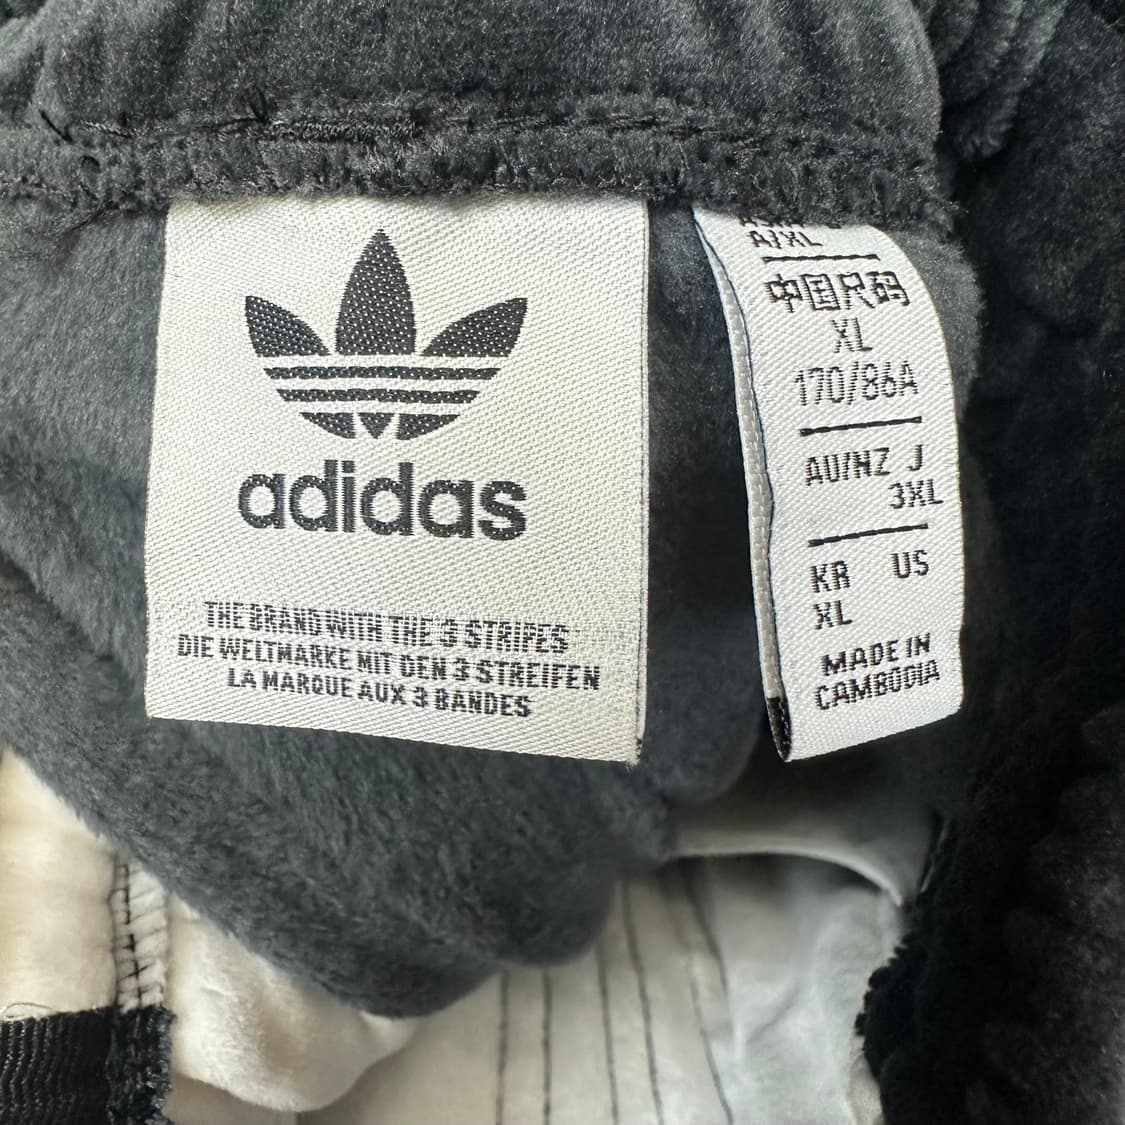 adidas
THE BRAND WITH THE 3 STRIPES
DIE WELTMARKE MIT DEN 3 STREIFEN
LA MARQUE AUX 3 BANDES
A/XL
中国尺码
XL
170/86A
AU/NZ J
3XL
KR US
XL
MADE IN
CAMBODIA